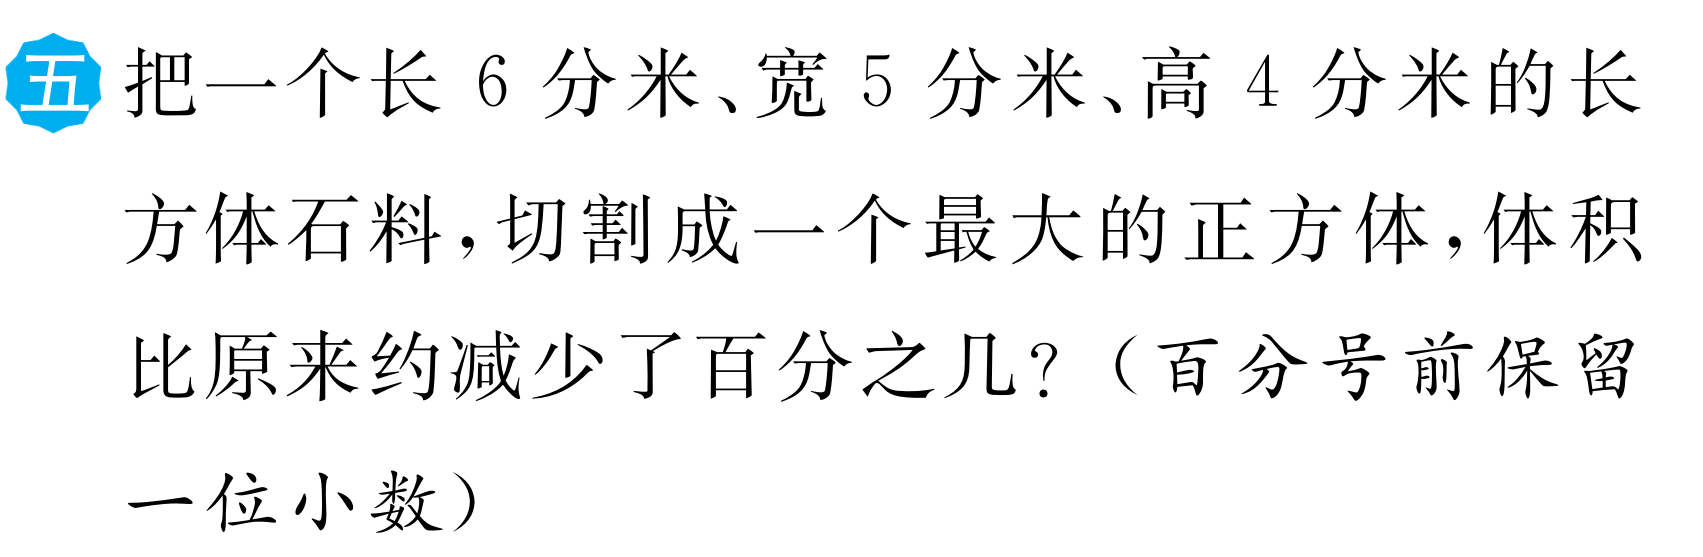 五 把一个长 6 分米、宽 5 分米、高 4 分米的长
方体石料,切割成一个最大的正方体,体积
比原来约减少了百分之几?(百分号前保留
一位小数)